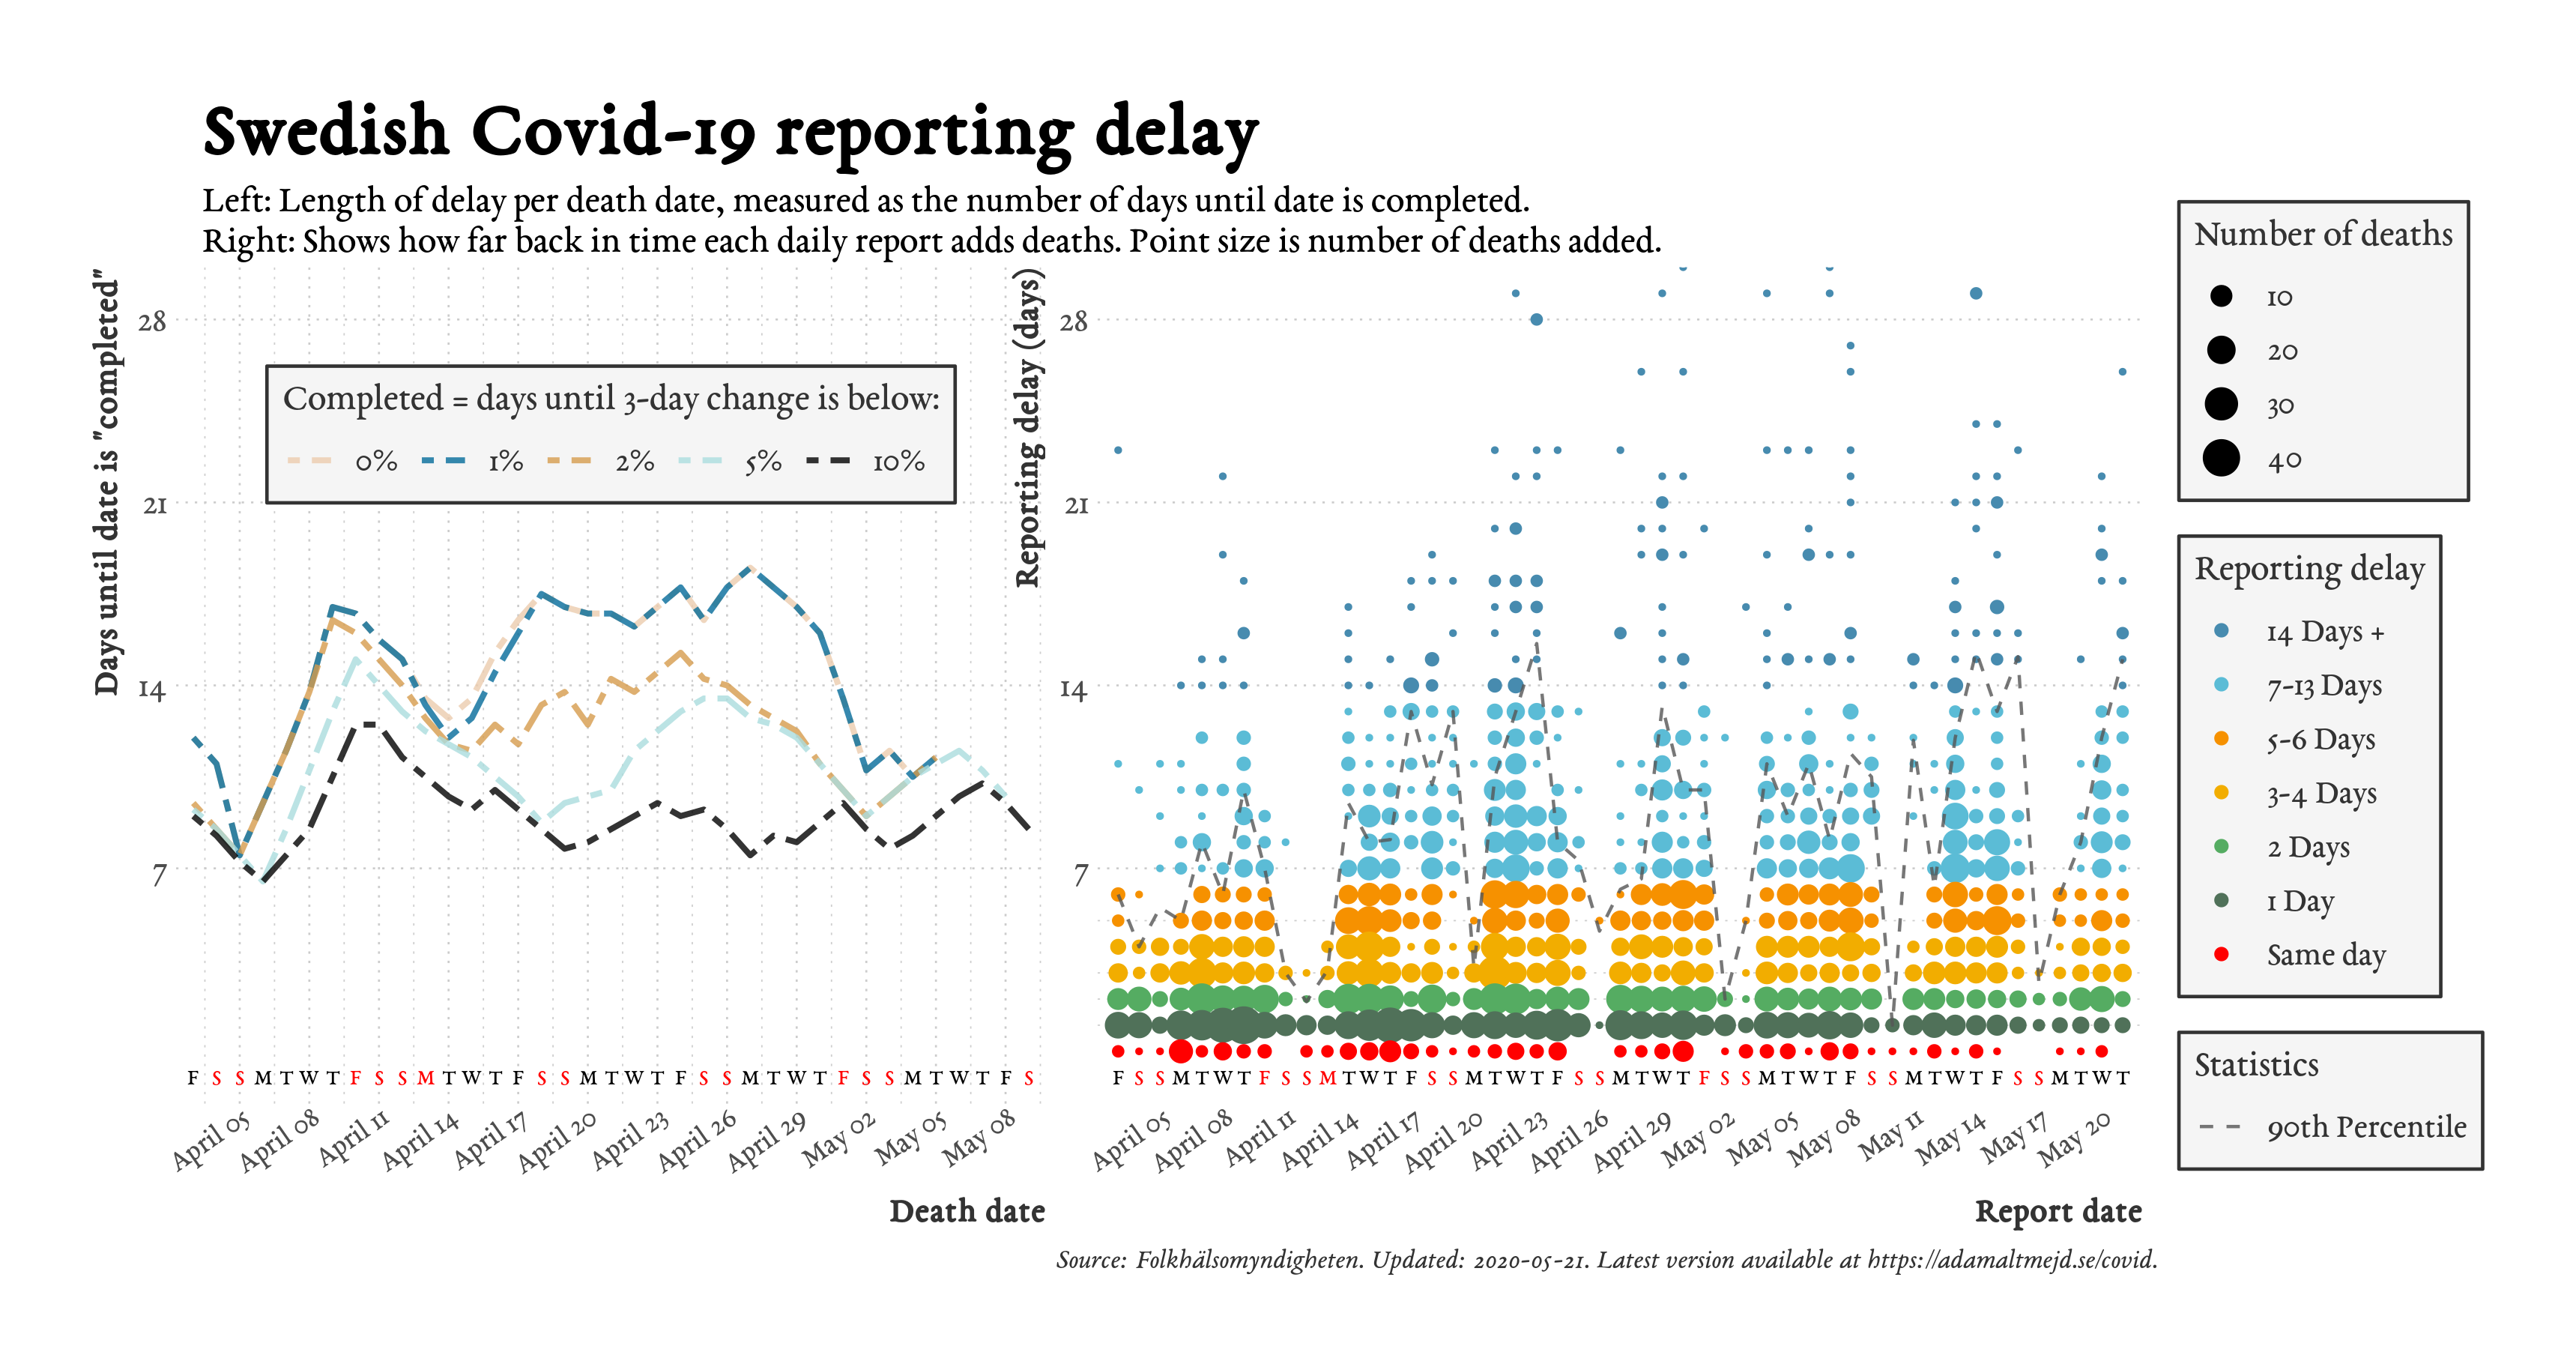 Swedish Covid-19 reporting delay
Left: Length of delay per death date, measured as the number of days until date is completed.
Right: Shows how far back in time each daily report adds deaths. Point size is number of deaths added.
Days until date is "completed"
28
21
14
7
Completed = days until 3-day change is below:
0% 1% 2% 5% 10%
F S S M T W T F S S M T W T F S S M T W T F S S M T W T F S S M T W T F S
April 05 April 08 April 11 April 14 April 17 April 20 April 23 April 26 April 29 May 02 May 05 May 08
Death date
Reporting delay (days)
28
21
14
7
F S S M T W T F S S M T W T F S S M T W T F S S M T W T F S S M T W T F S S M T W T F S S M T W T
April 05 April 08 April 11 April 14 April 17 April 20 April 23 April 26 April 29 May 02 May 05 May 08 May 11 May 14 May 17 May 20
Report date
Number of deaths
10
20
30
40
Reporting delay
14 Days +
7-13 Days
5-6 Days
3-4 Days
2 Days
1 Day
Same day
Statistics
90th Percentile
Source: Folkhälsomyndigheten. Updated: 2020-05-21. Latest version available at https://adamaltmejd.se/covid.